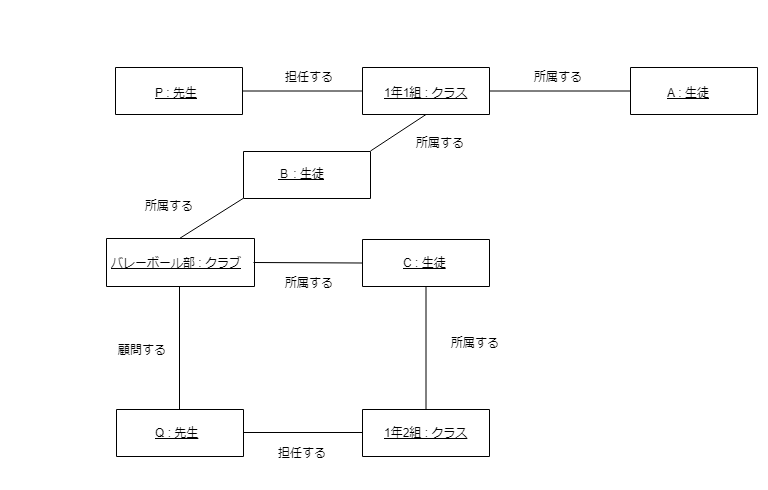 担任する
所属する
P : 先生
1年1組 : クラス
A : 生徒
所属する
B : 生徒
所属する
バレーボール部 : クラブ
C : 生徒
所属する
顧問する
所属する
Q : 先生
1年2組 : クラス
担任する